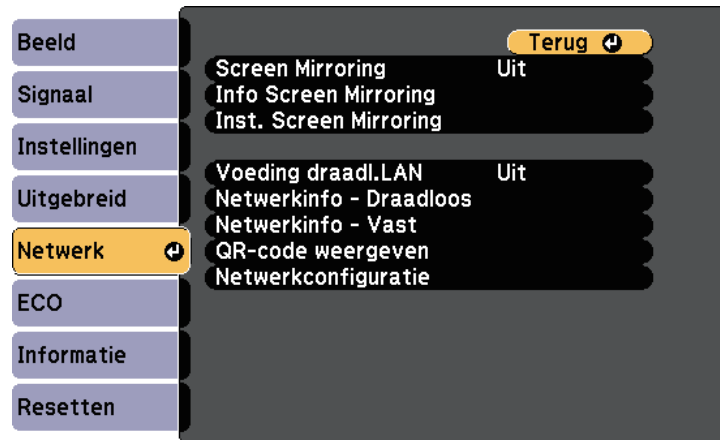 Beeld
Signaal
Instellingen
Uitgebreid
Netwerk
ECO
Informatie
Resetten
Terug
Screen Mirroring Uit
Info Screen Mirroring
Inst. Screen Mirroring
Voeding draadl.LAN Uit
Netwerkinfo - Draadloos
Netwerkinfo - Vast
QR-code weergeven
Netwerkconfiguratie